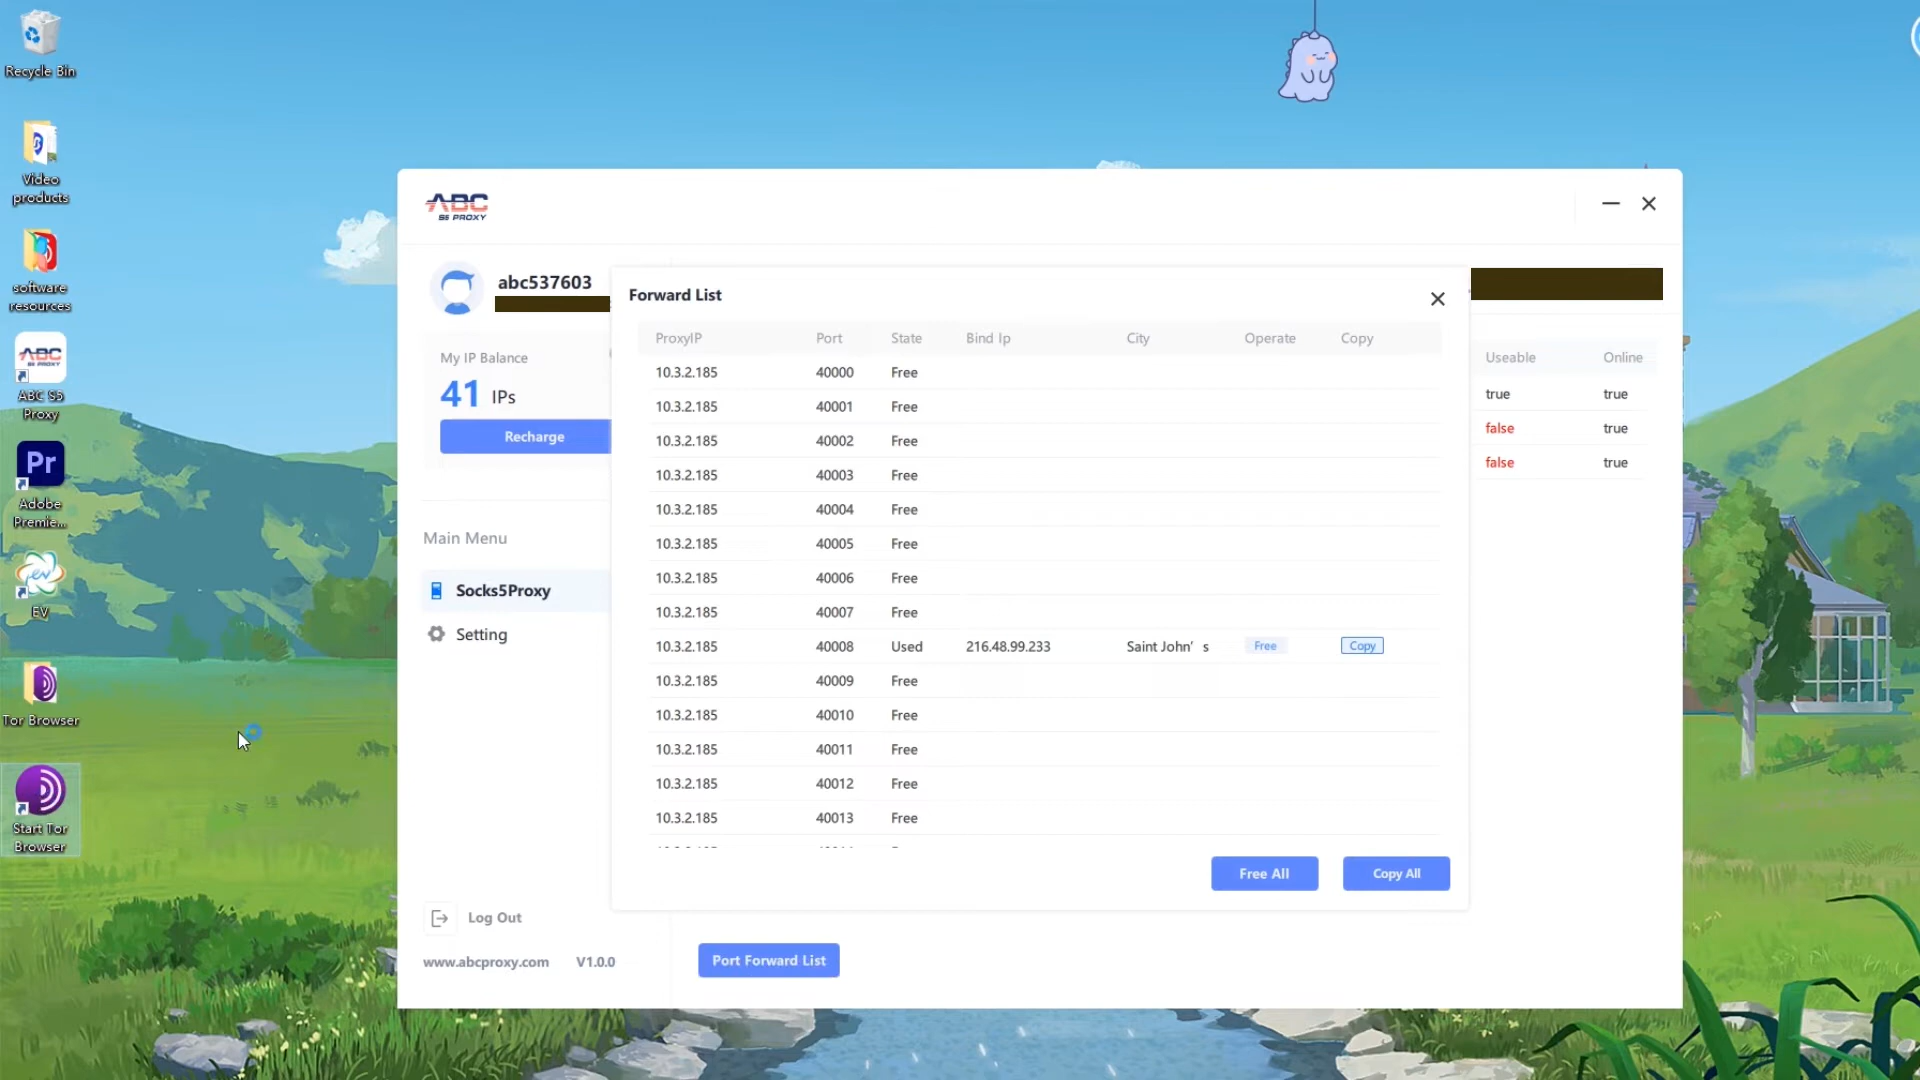 Recycle Bin
Video
products
software
resources
ABC
S5 PROXY
ABC S5
Proxy
Pr
Adobe
Premie...
ev
EV
Tor Browser
Start Tor
Browser
ABC
S5 PROXY
abc537603
My IP Balance
41 IPs
Recharge
Main Menu
Socks5Proxy
Setting
Log Out
www.abcproxy.com V1.0.0
Forward List
ProxyIP Port State Bind Ip City Operate Copy
10.3.2.185 40000 Free
10.3.2.185 40001 Free
10.3.2.185 40002 Free
10.3.2.185 40003 Free
10.3.2.185 40004 Free
10.3.2.185 40005 Free
10.3.2.185 40006 Free
10.3.2.185 40007 Free
10.3.2.185 40008 Used 216.48.99.233 Saint John' s Free Copy
10.3.2.185 40009 Free
10.3.2.185 40010 Free
10.3.2.185 40011 Free
10.3.2.185 40012 Free
10.3.2.185 40013 Free
Free All Copy All
Port Forward List
Useable Online
true true
false true
false true